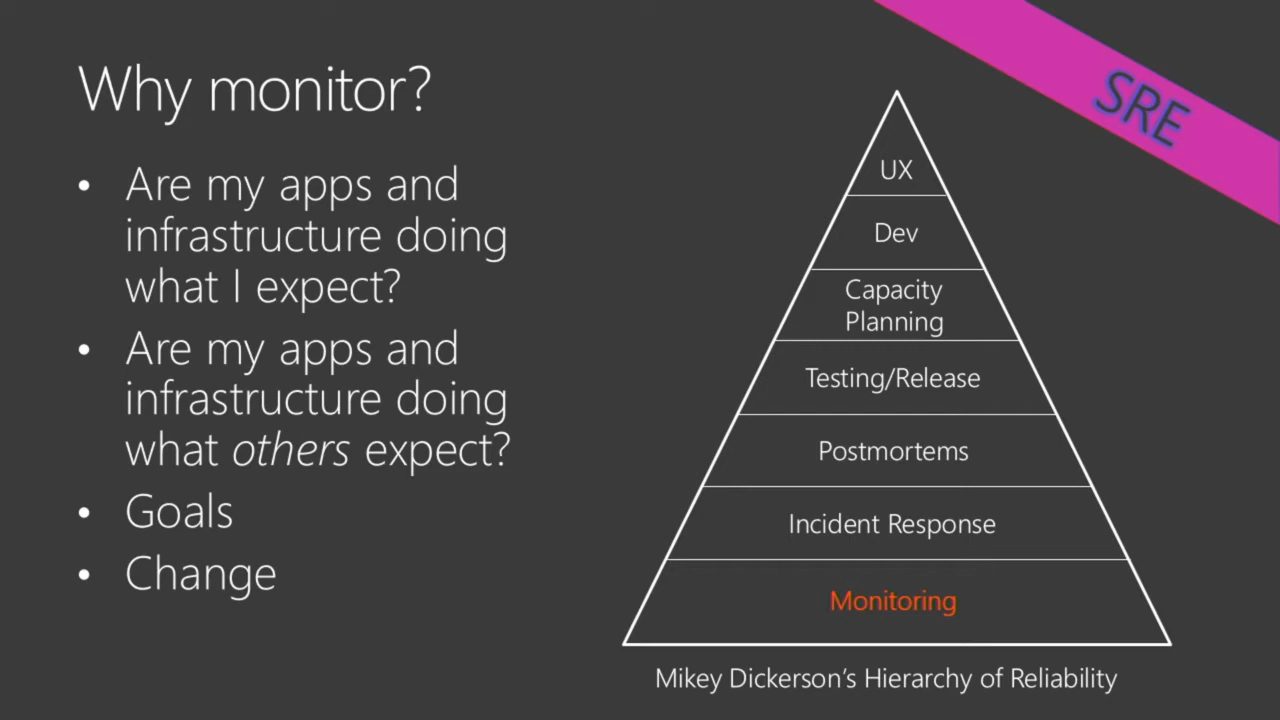 Why monitor?
• Are my apps and
infrastructure doing
what I expect?
• Are my apps and
infrastructure doing
what others expect?
• Goals
• Change
SRE
UX
Dev
Capacity
Planning
Testing/Release
Postmortems
Incident Response
Monitoring
Mikey Dickerson’s Hierarchy of Reliability